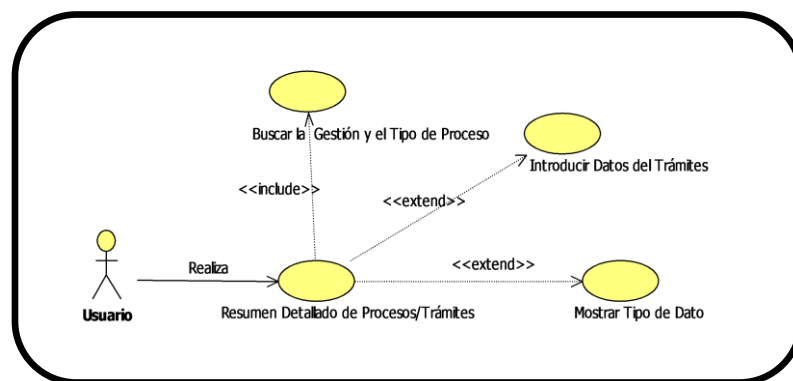 Buscar la Gestión y el Tipo de Proceso
Introducir Datos del Trámites
<<include>>
<<extend>>
Realiza
<<extend>>
Usuario
Resumen Detallado de Procesos/Trámites
Mostrar Tipo de Dato